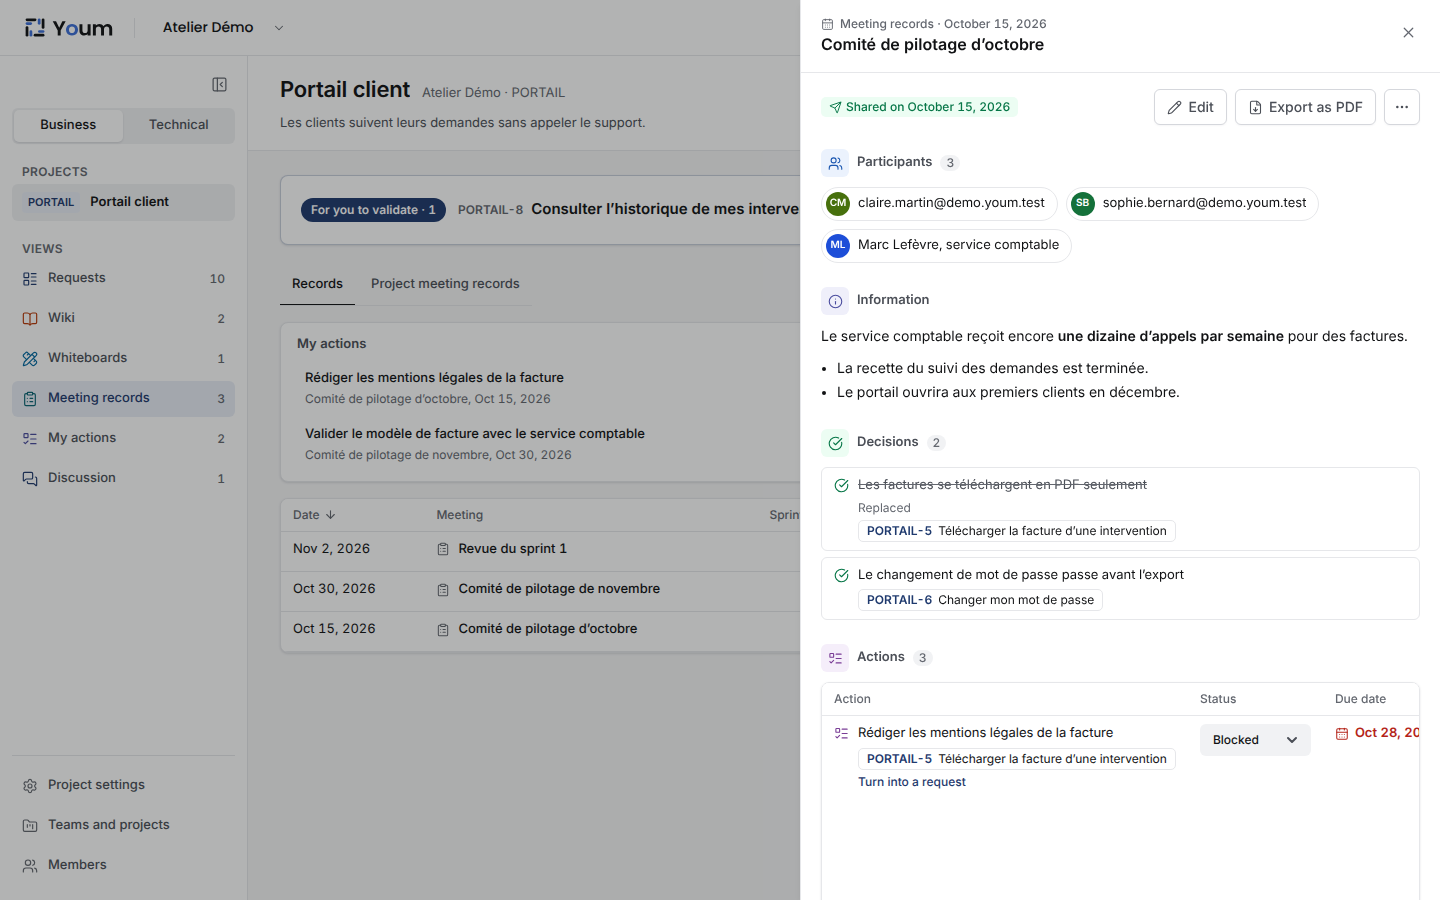 Youm
Atelier Démo
Business
Technical
PROJECTS
PORTAIL Portail client
VIEWS
Requests 10
Wiki 2
Whiteboards 1
Meeting records 3
My actions 2
Discussion 1
Project settings
Teams and projects
Members
Portail client Atelier Démo · PORTAIL
Les clients suivent leurs demandes sans appeler le support.
For you to validate · 1 PORTAIL-8 Consulter l’historique de mes interve
Records
Project meeting records
My actions
Rédiger les mentions légales de la facture
Comité de pilotage d’octobre, Oct 15, 2026
Valider le modèle de facture avec le service comptable
Comité de pilotage de novembre, Oct 30, 2026
Date Meeting Sprin
Nov 2, 2026 Revue du sprint 1
Oct 30, 2026 Comité de pilotage de novembre
Oct 15, 2026 Comité de pilotage d’octobre
Meeting records · October 15, 2026
Comité de pilotage d’octobre
Shared on October 15, 2026
Edit
Export as PDF
Participants 3
CM claire.martin@demo.youm.test
SB sophie.bernard@demo.youm.test
ML Marc Lefèvre, service comptable
Information
Le service comptable reçoit encore une dizaine d’appels par semaine pour des factures.
• La recette du suivi des demandes est terminée.
• Le portail ouvrira aux premiers clients en décembre.
Decisions 2
Les factures se téléchargent en PDF seulement
Replaced
PORTAIL-5 Télécharger la facture d’une intervention
Le changement de mot de passe passe avant l’export
PORTAIL-6 Changer mon mot de passe
Actions 3
Action Status Due date
Rédiger les mentions légales de la facture Blocked Oct 28, 20
PORTAIL-5 Télécharger la facture d’une intervention
Turn into a request